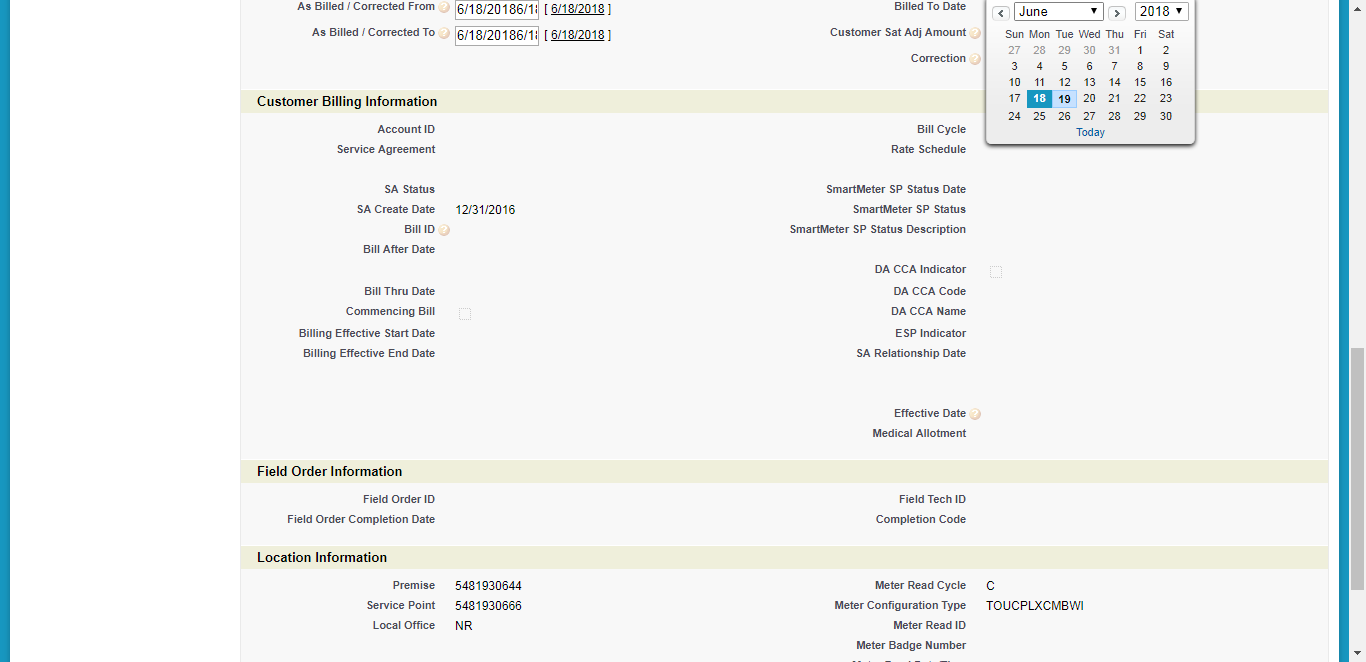 As Billed / Corrected From ? 6/18/20186/18 [ 6/18/2018 ] Billed To Date
As Billed / Corrected To ? 6/18/20186/18 [ 6/18/2018 ] Customer Sat Adj Amount ?
Correction ?
June 2018
Sun Mon Tue Wed Thu Fri Sat
27 28 29 30 31 1 2
3 4 5 6 7 8 9
10 11 12 13 14 15 16
17 18 19 20 21 22 23
24 25 26 27 28 29 30
Today
Customer Billing Information
Account ID Bill Cycle
Service Agreement Rate Schedule
SA Status SmartMeter SP Status Date
SA Create Date 12/31/2016 SmartMeter SP Status
Bill ID ? SmartMeter SP Status Description
Bill After Date
DA CCA Indicator
Bill Thru Date DA CCA Code
Commencing Bill DA CCA Name
Billing Effective Start Date ESP Indicator
Billing Effective End Date SA Relationship Date
Effective Date ?
Medical Allotment
Field Order Information
Field Order ID Field Tech ID
Field Order Completion Date Completion Code
Location Information
Premise 5481930644 Meter Read Cycle C
Service Point 5481930666 Meter Configuration Type TOUCPLXCMBWI
Local Office NR Meter Read ID
Meter Badge Number